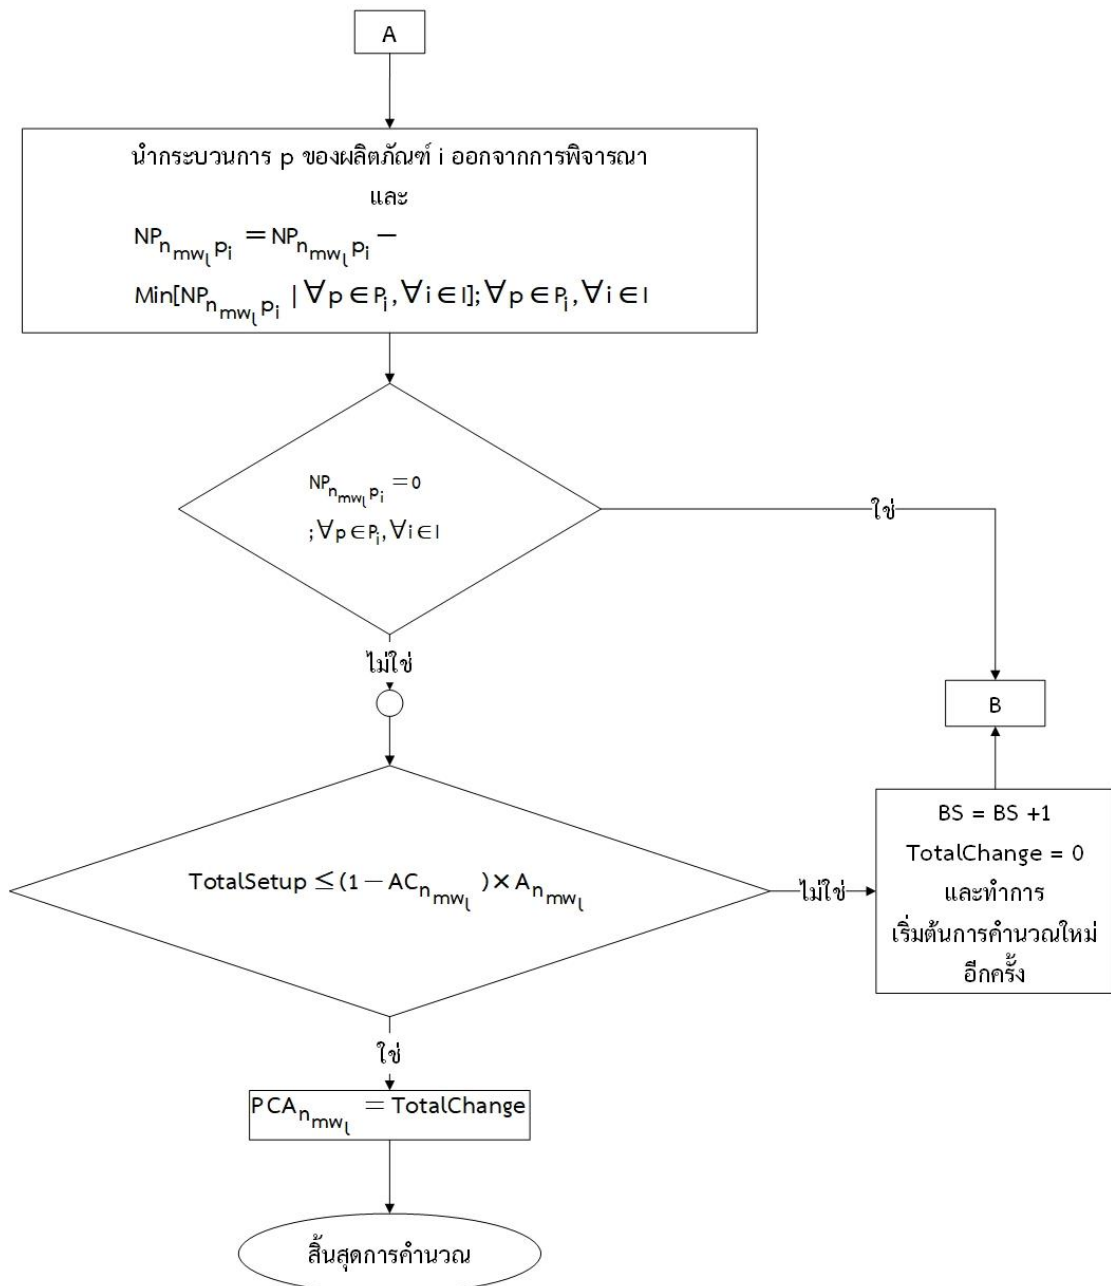 A
นำกระบวนการ p ของผลิตภัณฑ์ i ออกจากการพิจารณา
และ
NP_{n_{mw_l} p_i} = NP_{n_{mw_l} p_i} −
Min[NP_{n_{mw_l} p_i} | ∀p ∈ P_i, ∀i ∈ I]; ∀p ∈ P_i, ∀i ∈ I
NP_{n_{mw_l} p_i} = 0
; ∀p ∈ P_i, ∀i ∈ I
ใช่
ไม่ใช่
B
TotalSetup ≤ (1 − AC_{n_{mw_l}}) × A_{n_{mw_l}}
ไม่ใช่
BS = BS +1
TotalChange = 0
และทำการ
เริ่มต้นการคำนวณใหม่
อีกครั้ง
ใช่
PCA_{n_{mw_l}} = TotalChange
สิ้นสุดการคำนวณ